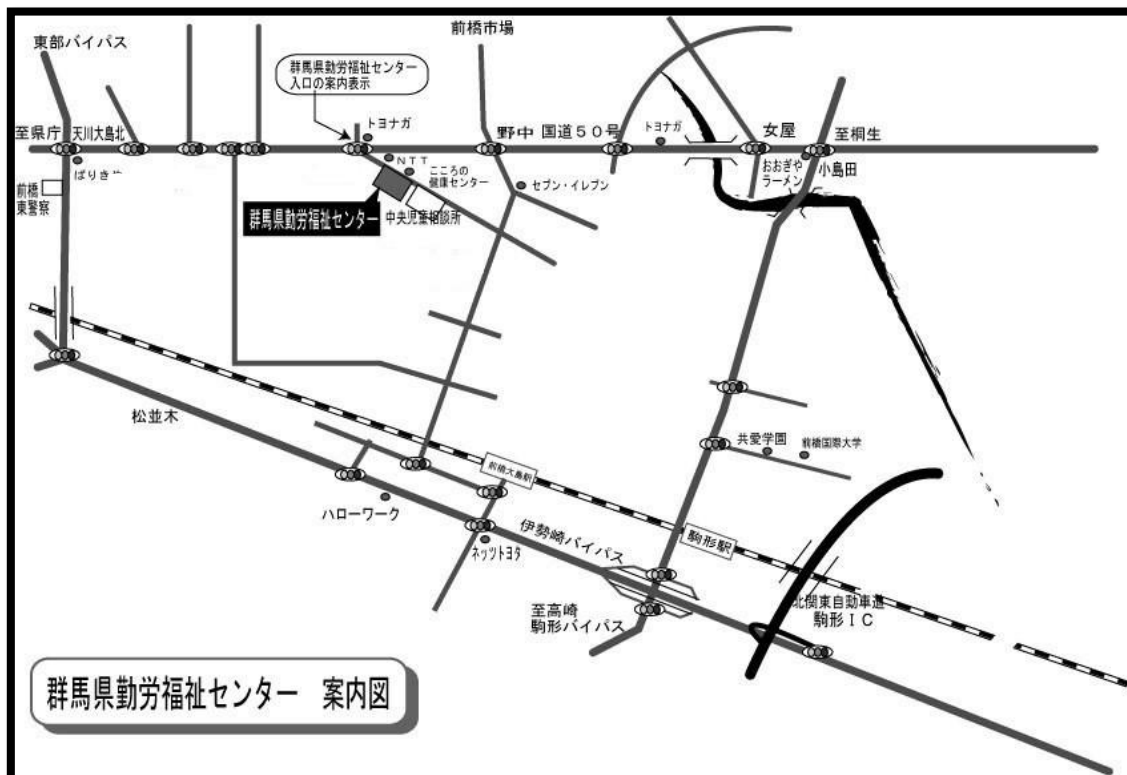 前橋市場
東部バイパス
群馬県勤労福祉センター
入口の案内表示
至県庁
天川大島北
トヨナガ
野中
国道50号
トヨナガ
女屋
至桐生
ばりきや
NTT
こころの
健康センター
セブン・イレブン
おおぎや
ラーメン
小島田
前橋
東警察
群馬県勤労福祉センター
中央児童相談所
松並木
共愛学園
前橋国際大学
前橋大島駅
ハローワーク
伊勢崎バイパス
駒形駅
ネッツトヨタ
至高崎
駒形バイパス
北関東自動車道
駒形IC
群馬県勤労福祉センター 案内図